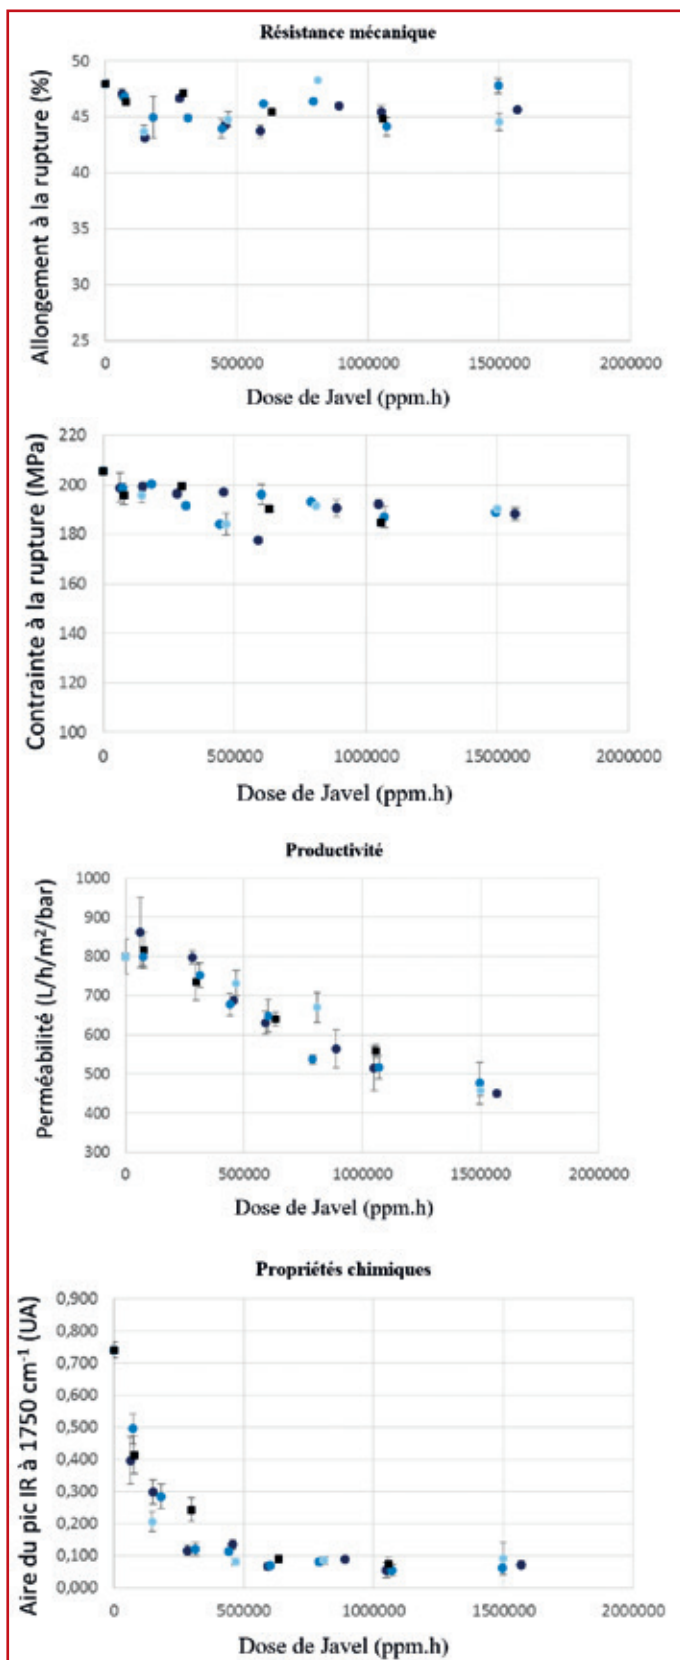 Résistance mécanique
Allongement à la rupture (%)
50
45
40
35
30
25
0 500000 1000000 1500000 2000000
Dose de Javel (ppm.h)
Contrainte à la rupture (MPa)
220
200
180
160
140
120
100
0 500000 1000000 1500000 2000000
Dose de Javel (ppm.h)
Productivité
Perméabilité (L/h/m²/bar)
1000
900
800
700
600
500
400
300
0 500000 1000000 1500000 2000000
Dose de Javel (ppm.h)
Propriétés chimiques
Aire du pic IR à 1750 cm⁻¹ (UA)
0,900
0,800
0,700
0,600
0,500
0,400
0,300
0,200
0,100
0,000
0 500000 1000000 1500000 2000000
Dose de Javel (ppm.h)